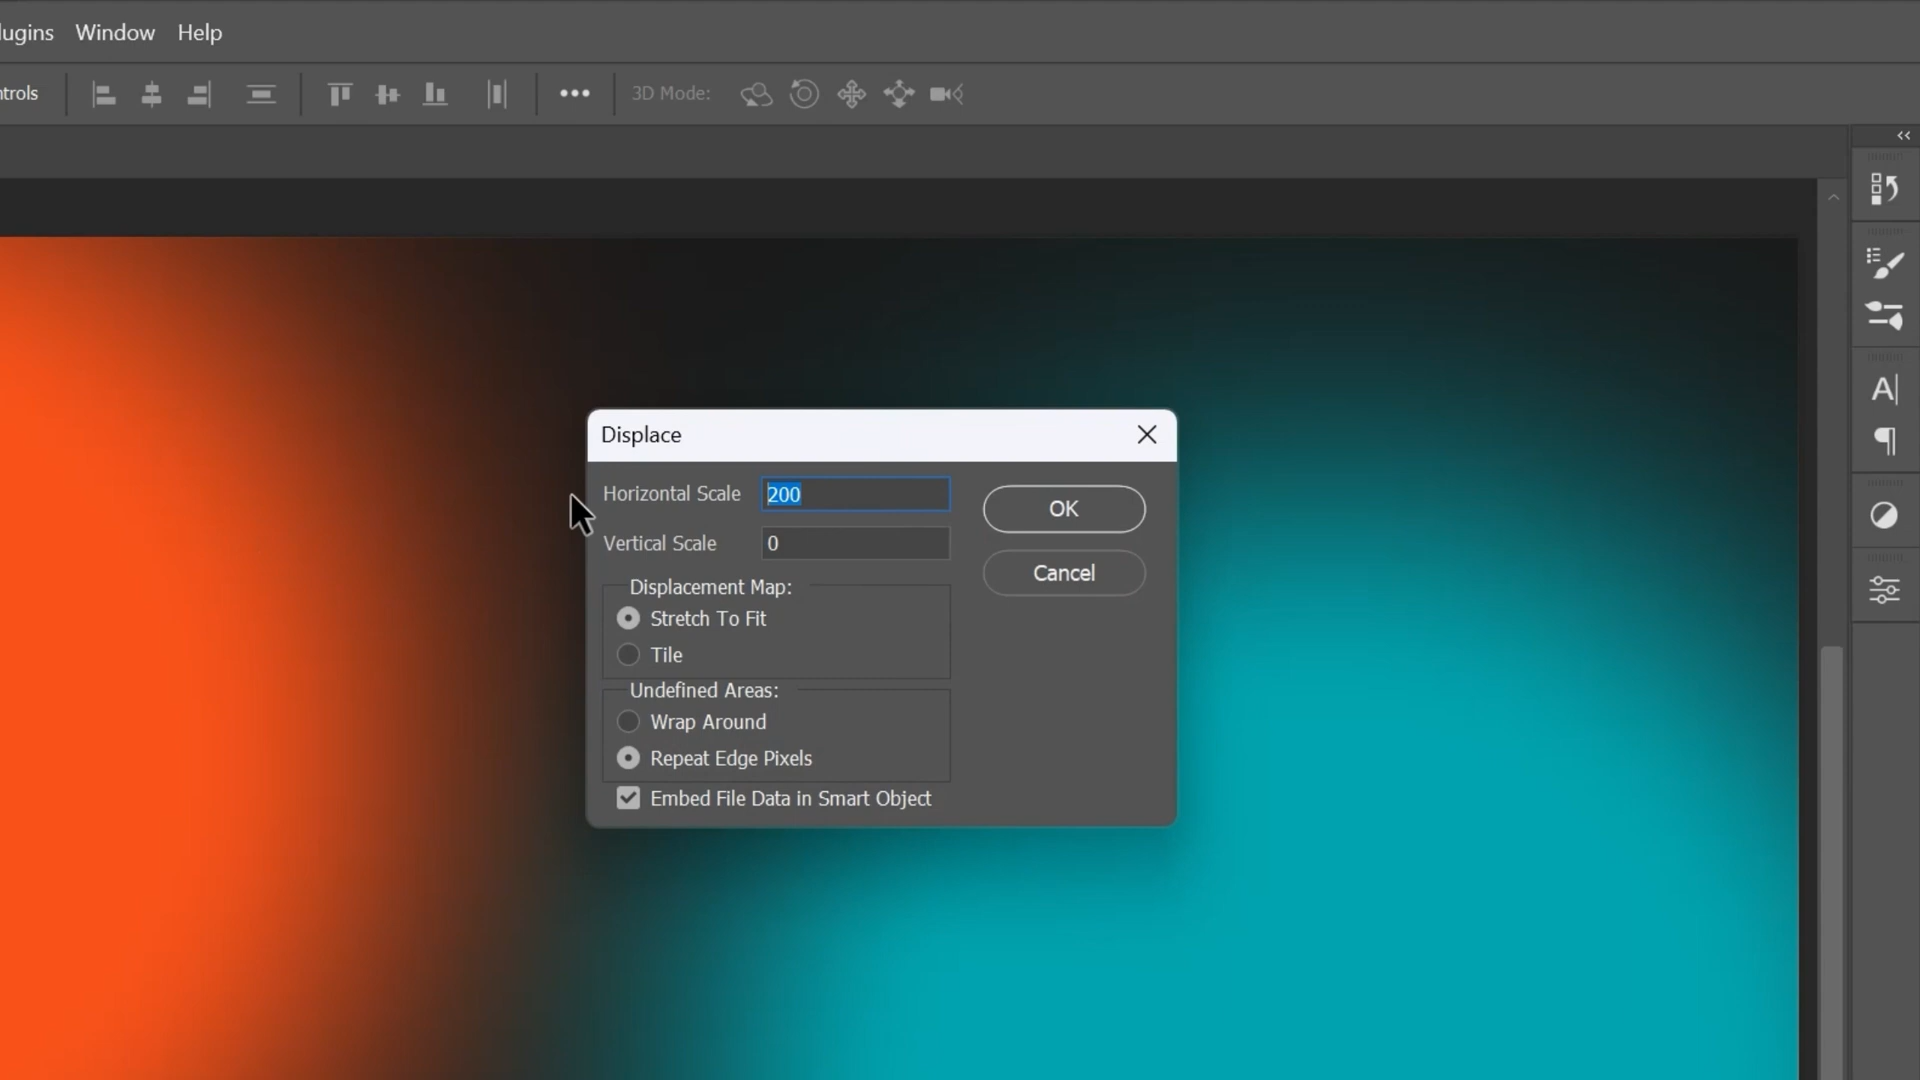 lugins Window Help
ntrols 3D Mode:
Displace
Horizontal Scale 200
OK
Vertical Scale 0
Cancel
Displacement Map:
Stretch To Fit
Tile
Undefined Areas:
Wrap Around
Repeat Edge Pixels
Embed File Data in Smart Object